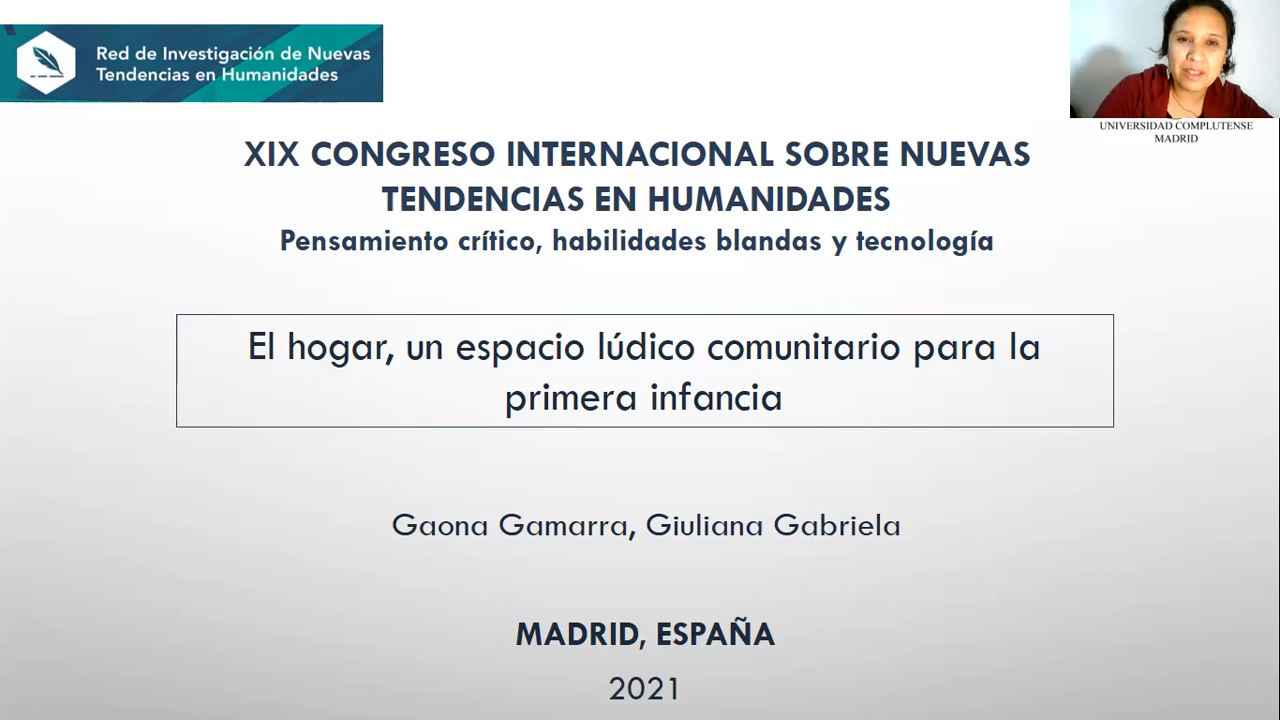 Red de Investigación de Nuevas
Tendencias en Humanidades
UNIVERSIDAD COMPLUTENSE
MADRID
XIX CONGRESO INTERNACIONAL SOBRE NUEVAS
TENDENCIAS EN HUMANIDADES
Pensamiento crítico, habilidades blandas y tecnología
El hogar, un espacio lúdico comunitario para la
primera infancia
Gaona Gamarra, Giuliana Gabriela
MADRID, ESPAÑA
2021